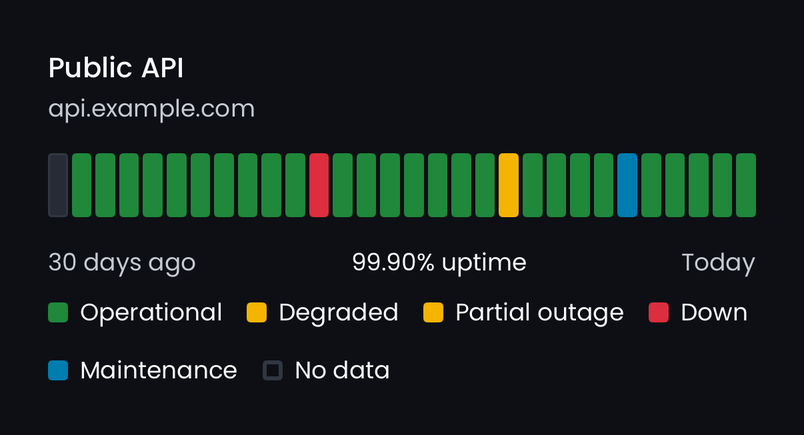 Public API
api.example.com
30 days ago 99.90% uptime Today
Operational Degraded Partial outage Down
Maintenance No data